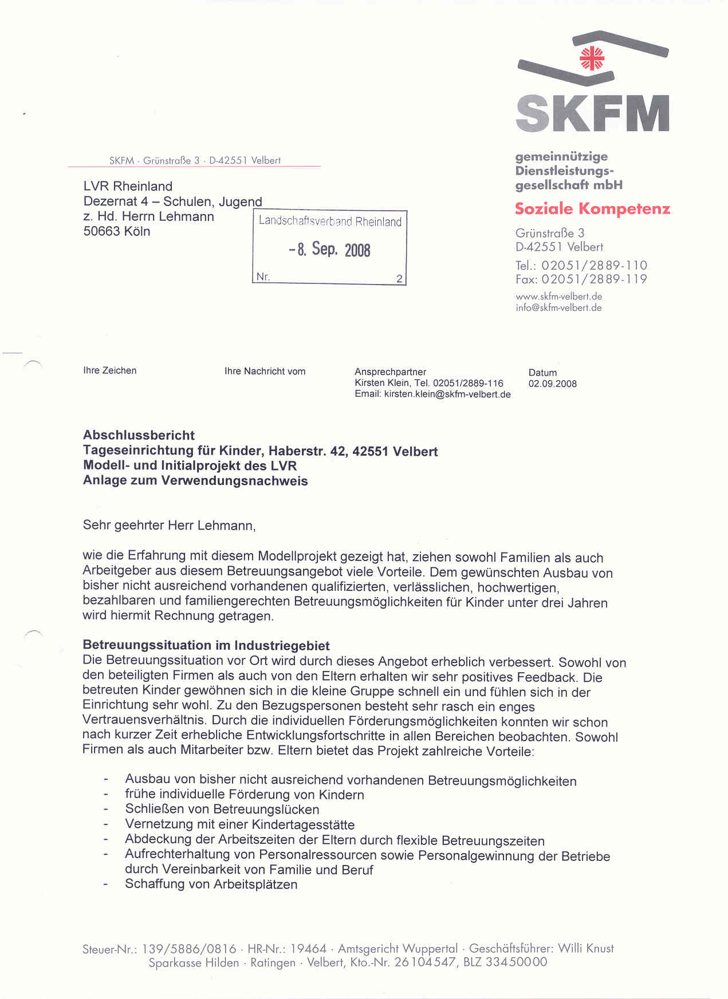 SKFM
gemeinnützige
Dienstleistungs-
gesellschaft mbH
Soziale Kompetenz
Grünstraße 3
D-42551 Velbert
Tel.: 02051/2889-110
Fax: 02051/2889-119
www.skfm-velbert.de
info@skfm-velbert.de
SKFM · Grünstraße 3 · D-42551 Velbert
LVR Rheinland
Dezernat 4 – Schulen, Jugend
z. Hd. Herrn Lehmann
50663 Köln
Landschaftsverband Rheinland
-8. Sep. 2008
Nr. 2
Ihre Zeichen Ihre Nachricht vom Ansprechpartner Datum
Kirsten Klein, Tel. 02051/2889-116 02.09.2008
Email: kirsten.klein@skfm-velbert.de
Abschlussbericht
Tageseinrichtung für Kinder, Haberstr. 42, 42551 Velbert
Modell- und Initialprojekt des LVR
Anlage zum Verwendungsnachweis
Sehr geehrter Herr Lehmann,
wie die Erfahrung mit diesem Modellprojekt gezeigt hat, ziehen sowohl Familien als auch
Arbeitgeber aus diesem Betreuungsangebot viele Vorteile. Dem gewünschten Ausbau von
bisher nicht ausreichend vorhandenen qualifizierten, verlässlichen, hochwertigen,
bezahlbaren und familiengerechten Betreuungsmöglichkeiten für Kinder unter drei Jahren
wird hiermit Rechnung getragen.
Betreuungssituation im Industriegebiet
Die Betreuungssituation vor Ort wird durch dieses Angebot erheblich verbessert. Sowohl von
den beteiligten Firmen als auch von den Eltern erhalten wir sehr positives Feedback. Die
betreuten Kinder gewöhnen sich in die kleine Gruppe schnell ein und fühlen sich in der
Einrichtung sehr wohl. Zu den Bezugspersonen besteht sehr rasch ein enges
Vertrauensverhältnis. Durch die individuellen Förderungsmöglichkeiten konnten wir schon
nach kurzer Zeit erhebliche Entwicklungsfortschritte in allen Bereichen beobachten. Sowohl
Firmen als auch Mitarbeiter bzw. Eltern bietet das Projekt zahlreiche Vorteile:
- Ausbau von bisher nicht ausreichend vorhandenen Betreuungsmöglichkeiten
- frühe individuelle Förderung von Kindern
- Schließen von Betreuungslücken
- Vernetzung mit einer Kindertagesstätte
- Abdeckung der Arbeitszeiten der Eltern durch flexible Betreuungszeiten
- Aufrechterhaltung von Personalressourcen sowie Personalgewinnung der Betriebe
durch Vereinbarkeit von Familie und Beruf
- Schaffung von Arbeitsplätzen
Steuer-Nr.: 139/5886/0816 · HR-Nr.: 19464 · Amtsgericht Wuppertal · Geschäftsführer: Willi Knust
Sparkasse Hilden · Ratingen · Velbert, Kto.-Nr. 26104547, BLZ 33450000